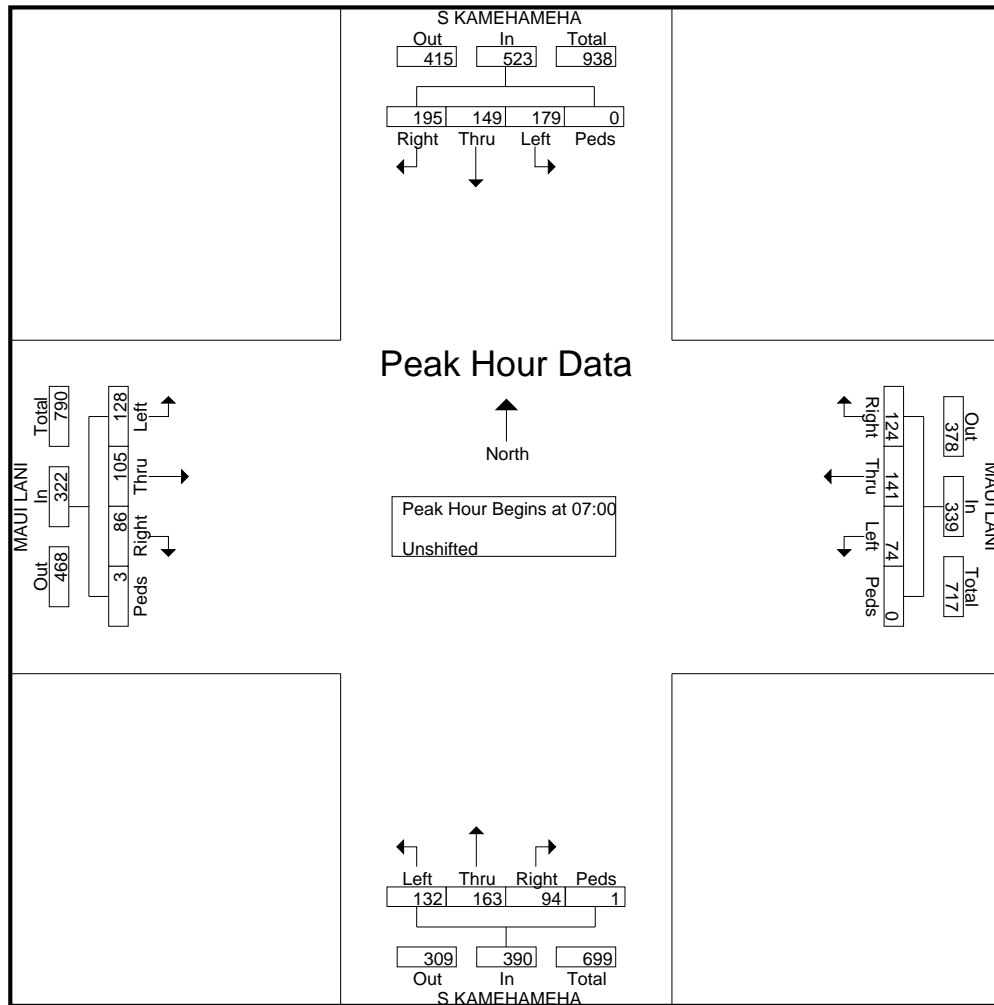 S KAMEHAMEHA
Out In Total
415 523 938
195 149 179 0
Right Thru Left Peds
Peak Hour Data
North
Peak Hour Begins at 07:00
Unshifted
MAUI LANI
Out In Total
468 322 790
Left Thru Right Peds
128 105 86 3
MAUI LANI
Out In Total
378 339 717
Right Thru Left Peds
124 141 74 0
Left Thru Right Peds
132 163 94 1
309 390 699
Out In Total
S KAMEHAMEHA